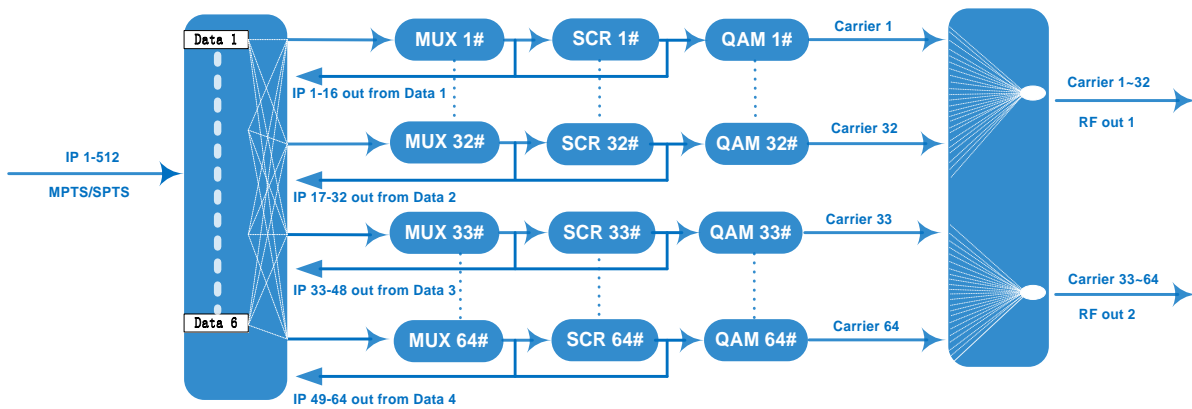 Data 1
MUX 1#
SCR 1#
QAM 1#
Carrier 1
IP 1-16 out from Data 1
Carrier 1~32
RF out 1
MUX 32#
SCR 32#
QAM 32#
Carrier 32
IP 1-512
MPTS/SPTS
IP 17-32 out from Data 2
MUX 33#
SCR 33#
QAM 33#
Carrier 33
IP 33-48 out from Data 3
Carrier 33~64
RF out 2
Data 6
MUX 64#
SCR 64#
QAM 64#
Carrier 64
IP 49-64 out from Data 4